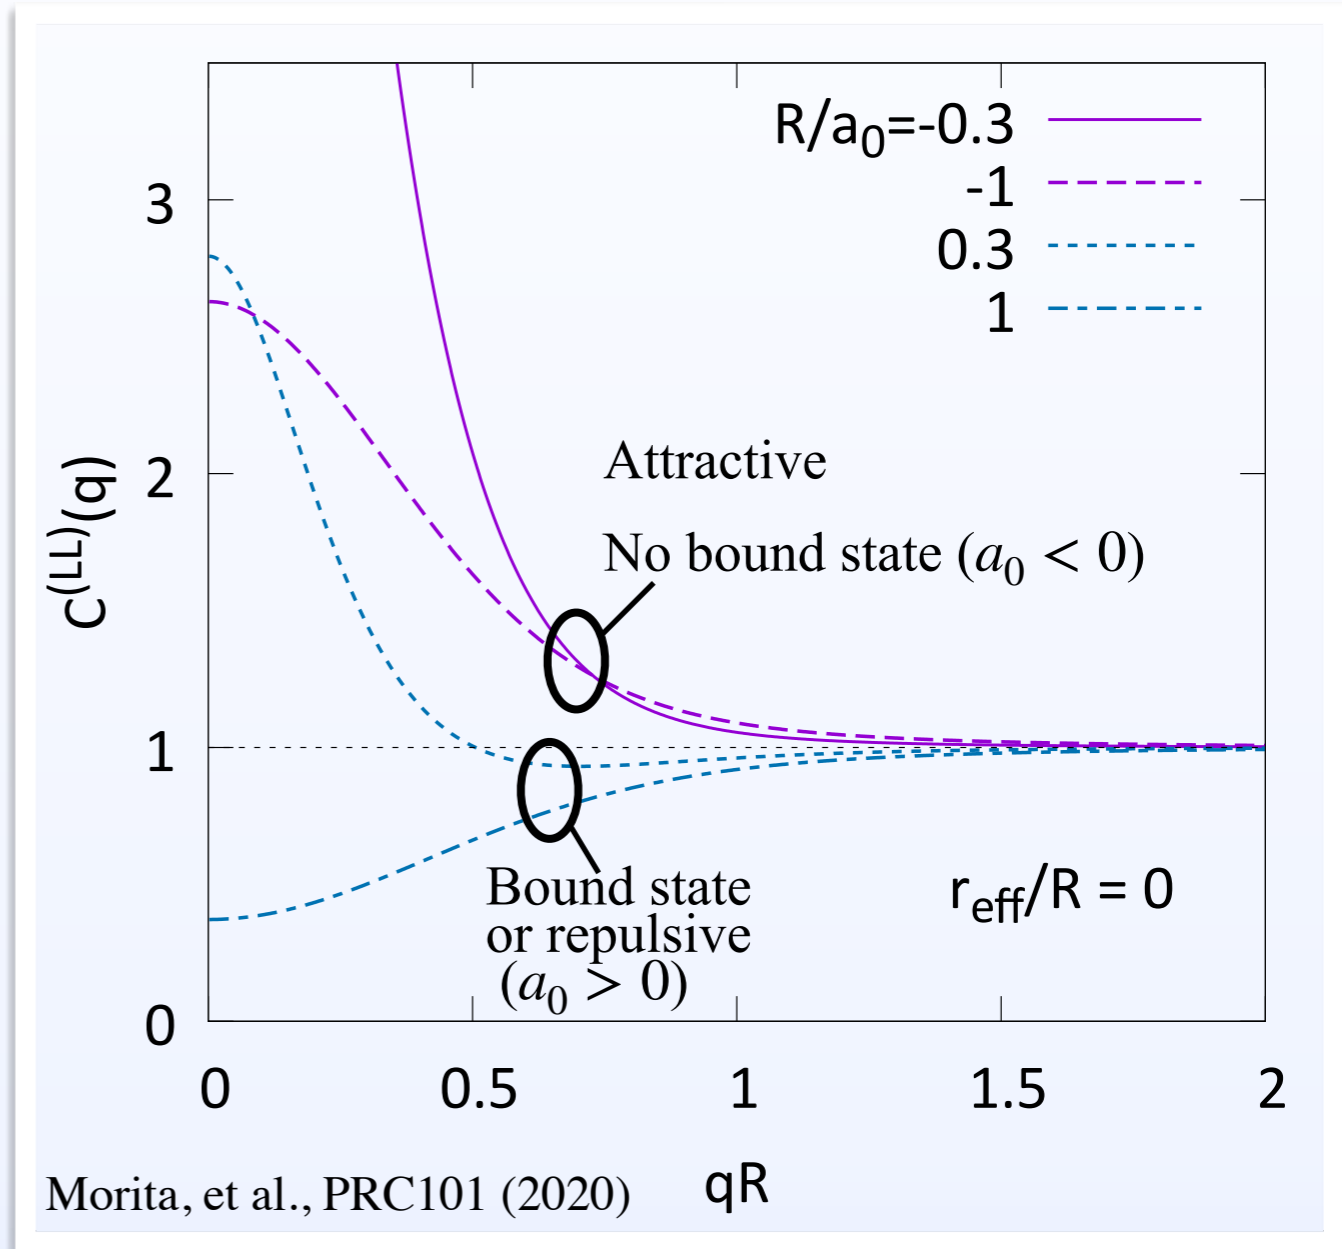 R/a₀=-0.3
-1
0.3
1
3
2
1
0
C⁽ᴸᴸ⁾(q)
Attractive
No bound state (a₀ < 0)
Bound state
or repulsive
(a₀ > 0)
r_eff/R = 0
0
0.5
1
1.5
2
qR
Morita, et al., PRC101 (2020)